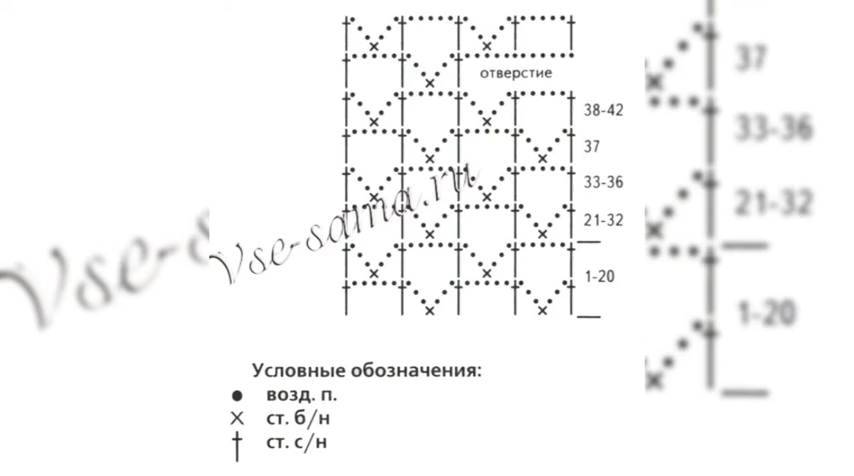 отверстие
38-42
37
33-36
21-32
1-20
Vse-sama.ru
Условные обозначения:
● возд. п.
× ст. б/н
† ст. с/н
37
33-36
21-32
1-20
Vse-s